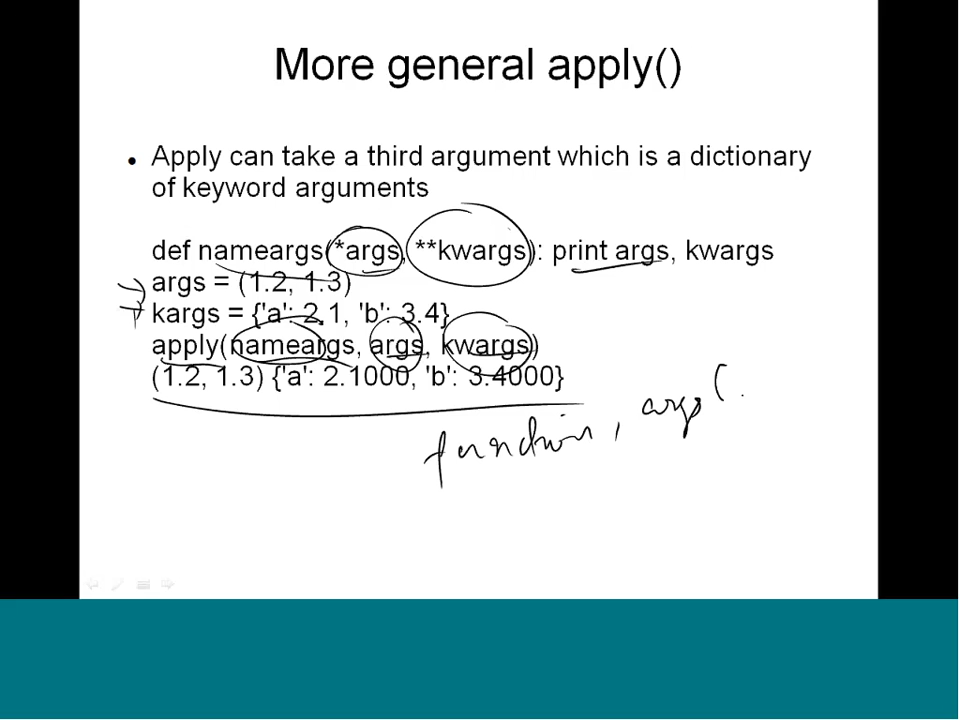 More general apply()
• Apply can take a third argument which is a dictionary
of keyword arguments
def nameargs(*args, **kwargs): print args, kwargs
args = (1.2, 1.3)
kargs = {'a': 2.1, 'b': 3.4}
apply(nameargs, args, kwargs)
(1.2, 1.3) {'a': 2.1000, 'b': 3.4000}
function, args (